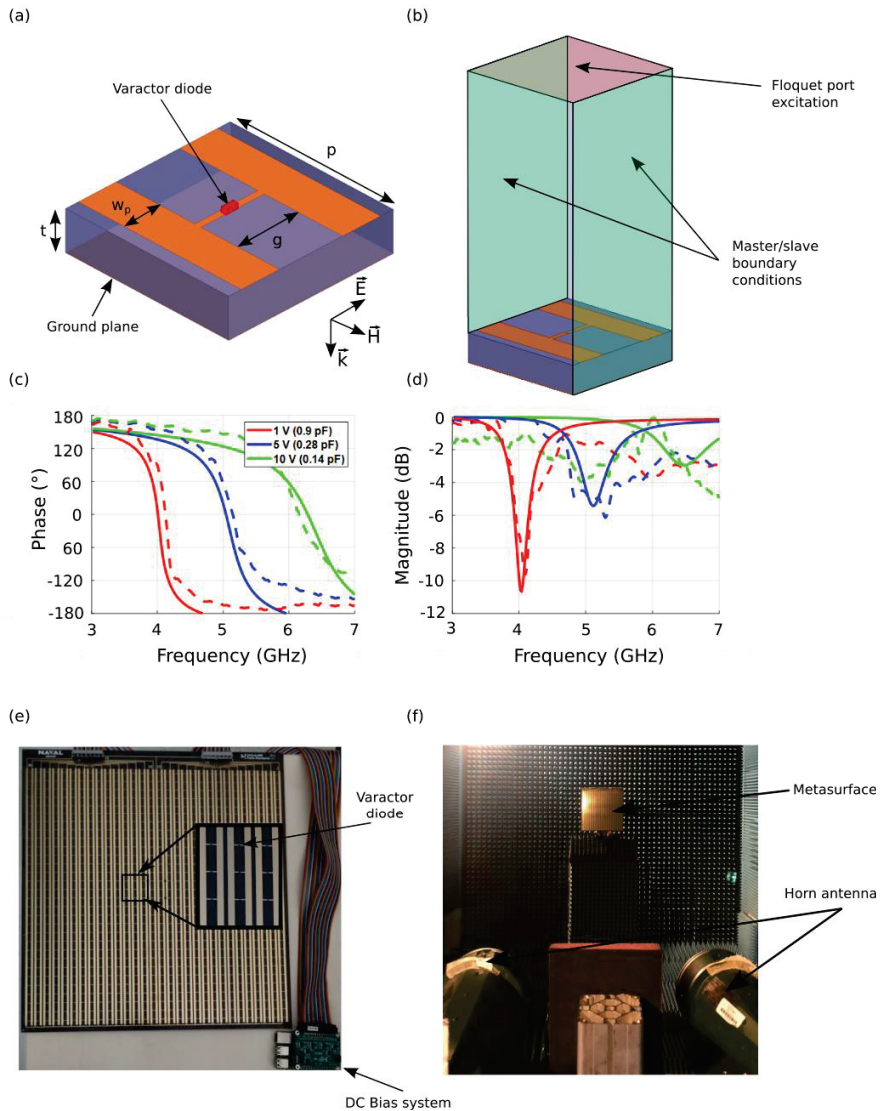 (a)
(b)
Varactor diode
p
wp
g
t
Ground plane
E
H
k
Floquet port
excitation
Master/slave
boundary
conditions
(c)
(d)
180
120
60
0
60
-120
-180
3
4
5
6
7
Phase (°)
Frequency (GHz)
1 V (0.9 pF)
5 V (0.28 pF)
10 V (0.14 pF)
0
-2
-4
-6
-8
-10
-12
3
4
5
6
7
Magnitude (dB)
Frequency (GHz)
(e)
(f)
NAVAL
Varactor
diode
DC Bias system
Metasurface
Horn antenna